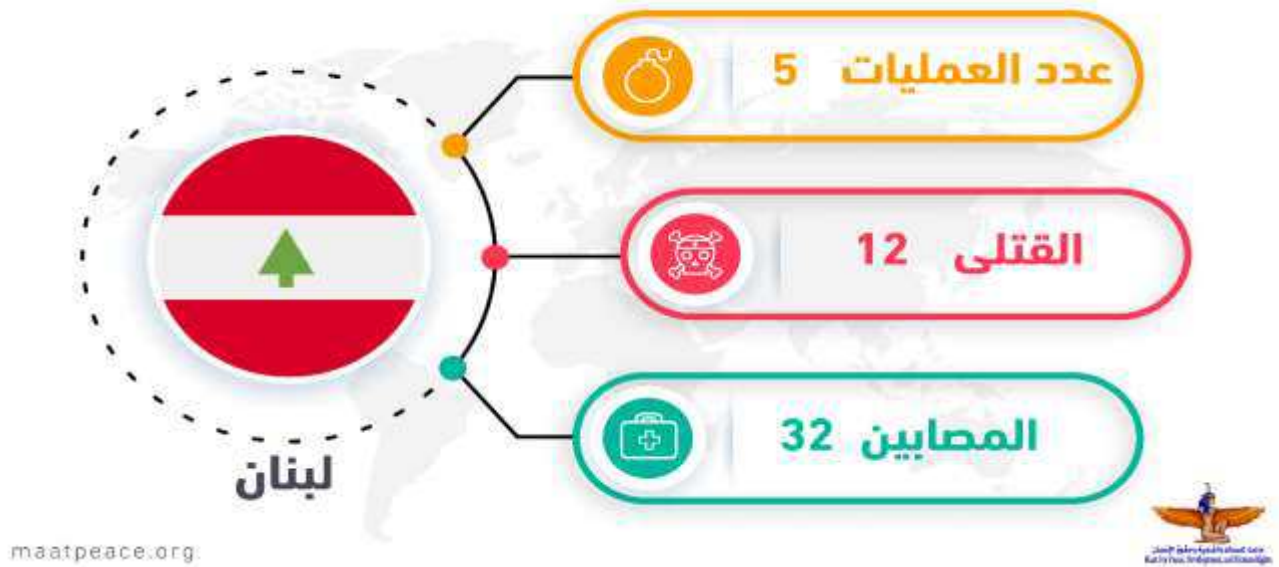 عدد العمليات 5
القتلى 12
المصابين 32
لبنان
maatpeace.org